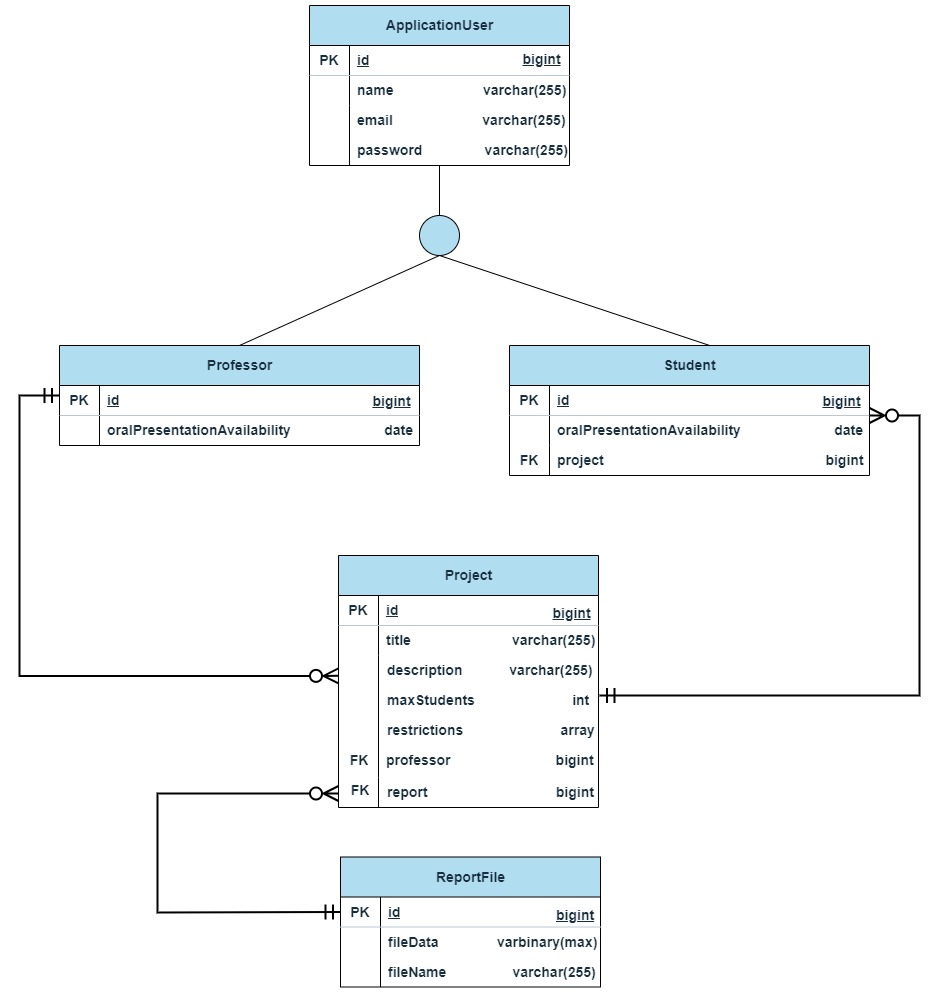 ApplicationUser
PK id bigint
name varchar(255)
email varchar(255)
password varchar(255)
Professor
PK id bigint
oralPresentationAvailability date
Student
PK id bigint
oralPresentationAvailability date
FK project bigint
Project
PK id bigint
title varchar(255)
description varchar(255)
maxStudents int
restrictions array
FK professor bigint
FK report bigint
ReportFile
PK id bigint
fileData varbinary(max)
fileName varchar(255)